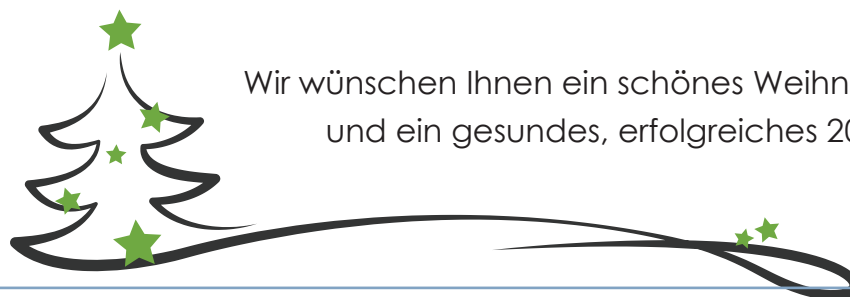 Wir wünschen Ihnen ein schönes Weihn
und ein gesundes, erfolgreiches 20